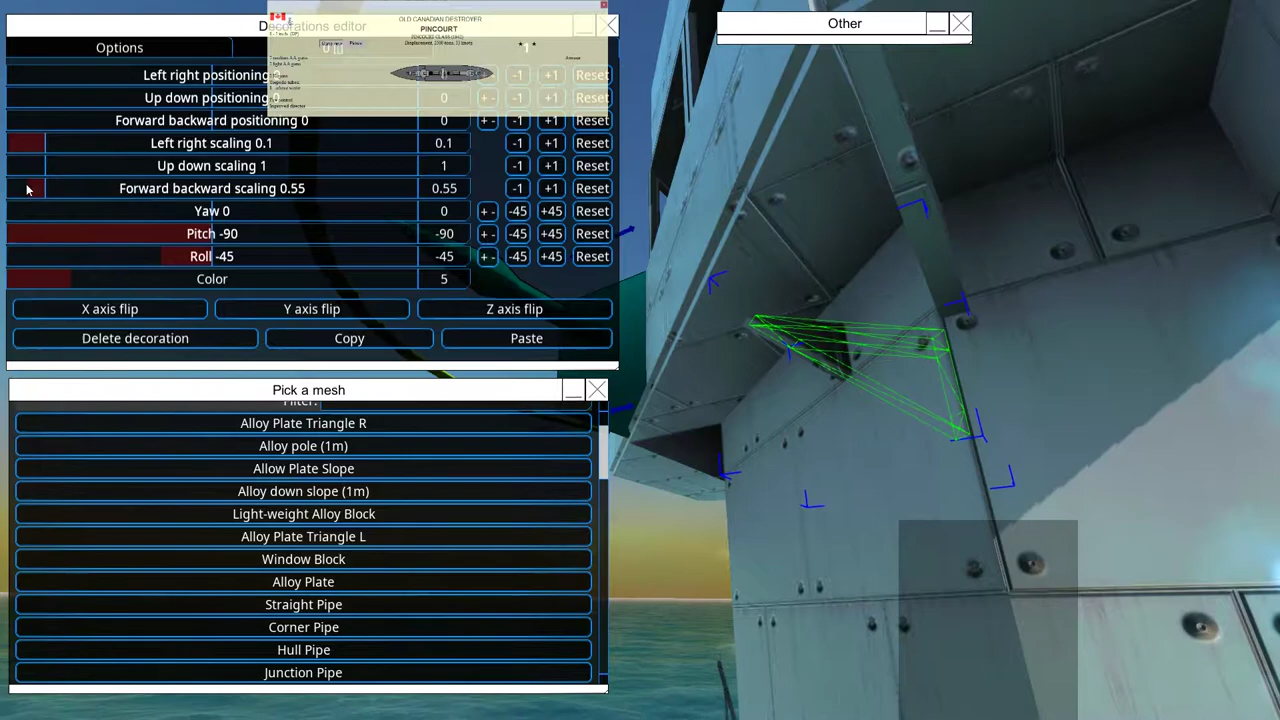 Decorations editor
OLD CANADIAN DESTROYER
PINCOURT
Options
Left right positioning 0 0 -1 +1 Reset
Up down positioning 0 0 + - -1 +1 Reset
Forward backward positioning 0 0 + - -1 +1 Reset
Left right scaling 0.1 0.1 -1 +1 Reset
Up down scaling 1 1 -1 +1 Reset
Forward backward scaling 0.55 0.55 -1 +1 Reset
Yaw 0 0 + - -45 +45 Reset
Pitch -90 -90 + - -45 +45 Reset
Roll -45 -45 + - -45 +45 Reset
Color 5
X axis flip Y axis flip Z axis flip
Delete decoration Copy Paste
Other
Pick a mesh
Filter:
Alloy Plate Triangle R
Alloy pole (1m)
Allow Plate Slope
Alloy down slope (1m)
Light-weight Alloy Block
Alloy Plate Triangle L
Window Block
Alloy Plate
Straight Pipe
Corner Pipe
Hull Pipe
Junction Pipe